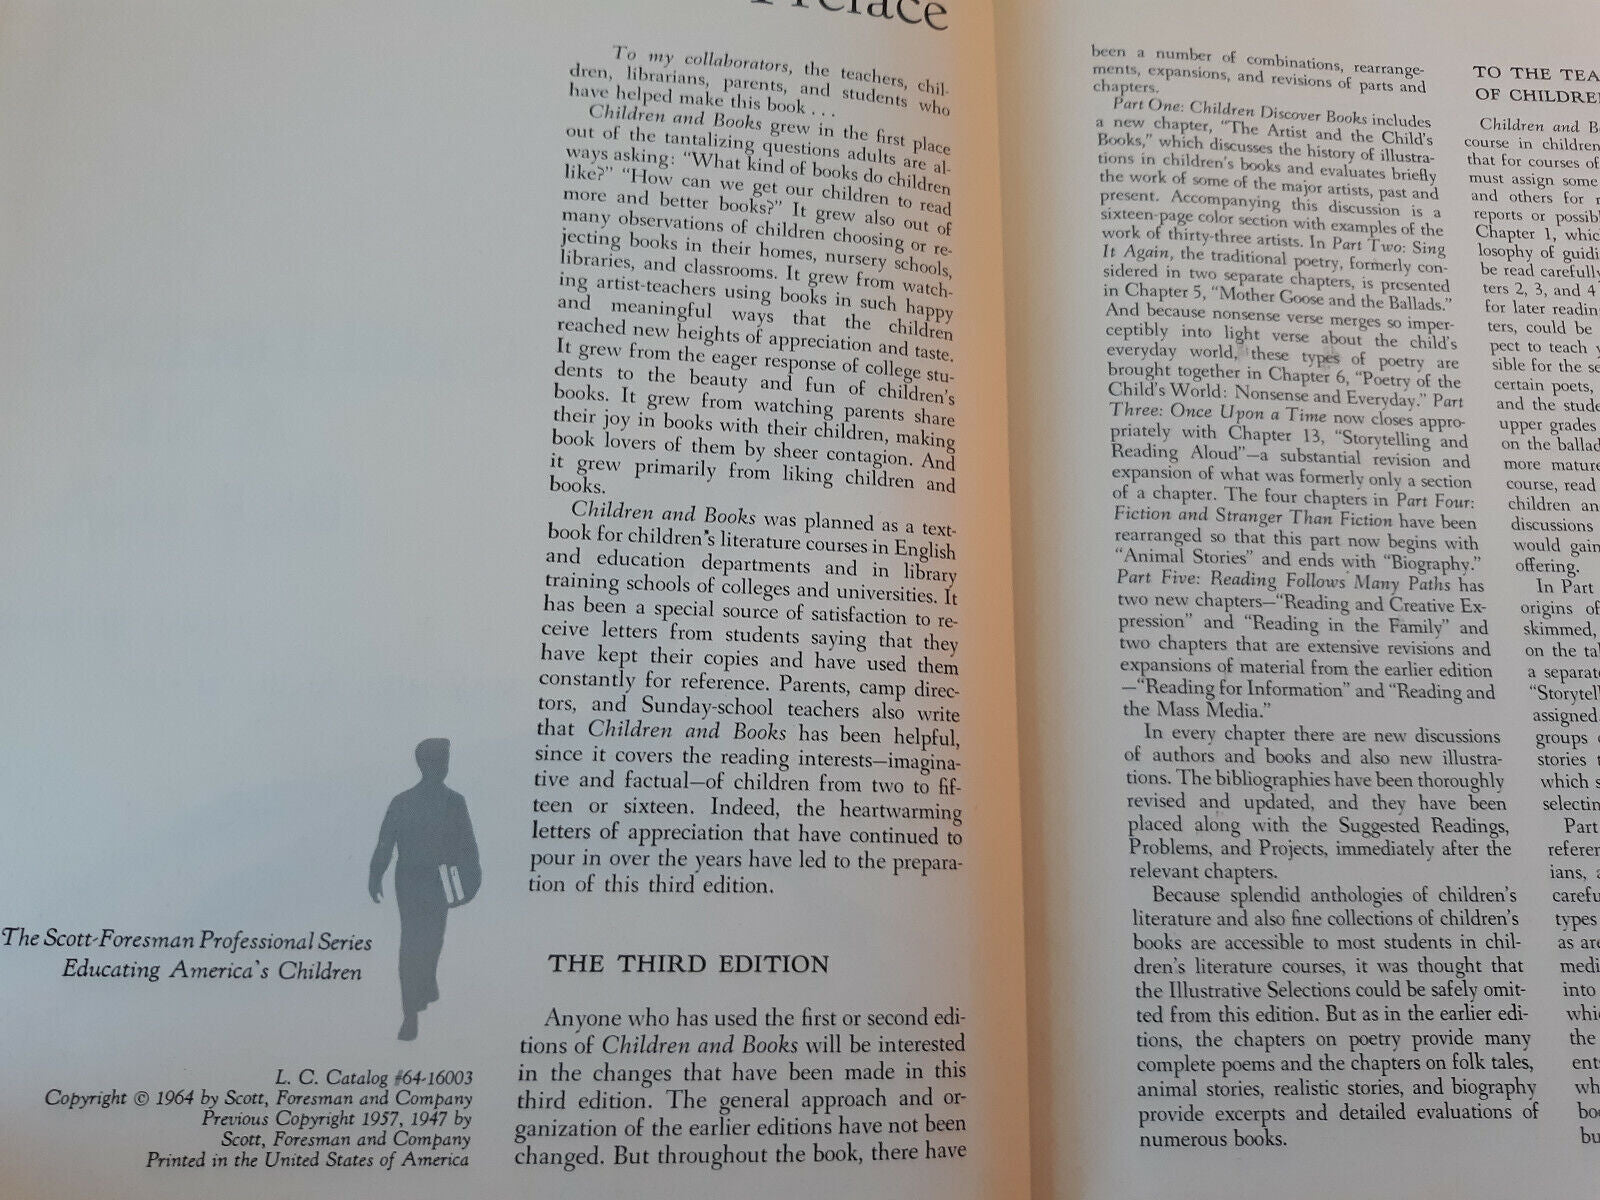 Preface
To my collaborators, the teachers, chil-
dren, librarians, parents, and students who
have helped make this book . . .
Children and Books grew in the first place
out of the tantalizing questions adults are al-
ways asking: "What kind of books do children
like?" "How can we get our children to read
more and better books?" It grew also out of
many observations of children choosing or re-
jecting books in their homes, nursery schools,
libraries, and classrooms. It grew from watch-
ing artist-teachers using books in such happy
and meaningful ways that the children
reached new heights of appreciation and taste.
It grew from the eager response of college stu-
dents to the beauty and fun of children's
books. It grew from watching parents share
their joy in books with their children, making
book lovers of them by sheer contagion. And
it grew primarily from liking children and
books.
Children and Books was planned as a text-
book for children's literature courses in English
and education departments and in library
training schools of colleges and universities. It
has been a special source of satisfaction to re-
ceive letters from students saying that they
have kept their copies and have used them
constantly for reference. Parents, camp direc-
tors, and Sunday-school teachers also write
that Children and Books has been helpful,
since it covers the reading interests—imagina-
tive and factual—of children from two to fif-
teen or sixteen. Indeed, the heartwarming
letters of appreciation that have continued to
pour in over the years have led to the prepara-
tion of this third edition.
THE THIRD EDITION
Anyone who has used the first or second edi-
tions of Children and Books will be interested
in the changes that have been made in this
third edition. The general approach and or-
ganization of the earlier editions have not been
changed. But throughout the book, there have
The Scott-Foresman Professional Series
Educating America's Children
L. C. Catalog #64-16003
Copyright © 1964 by Scott, Foresman and Company
Previous Copyright 1957, 1947 by
Scott, Foresman and Company
Printed in the United States of America
been a number of combinations, rearrange-
ments, expansions, and revisions of parts and
chapters.
Part One: Children Discover Books includes
a new chapter, "The Artist and the Child's
Books," which discusses the history of illustra-
tions in children's books and evaluates briefly
the work of some of the major artists, past and
present. Accompanying this discussion is a
sixteen-page color section with examples of the
work of thirty-three artists. In Part Two: Sing
It Again, the traditional poetry, formerly con-
sidered in two separate chapters, is presented
in Chapter 5, "Mother Goose and the Ballads."
And because nonsense verse merges so imper-
ceptibly into light verse about the child's
everyday world, these types of poetry are
brought together in Chapter 6, "Poetry of the
Child's World: Nonsense and Everyday." Part
Three: Once Upon a Time now closes appro-
priately with Chapter 13, "Storytelling and
Reading Aloud"—a substantial revision and
expansion of what was formerly only a section
of a chapter. The four chapters in Part Four:
Fiction and Stranger Than Fiction have been
rearranged so that this part now begins with
"Animal Stories" and ends with "Biography."
Part Five: Reading Follows Many Paths has
two new chapters—"Reading and Creative Ex-
pression" and "Reading in the Family" and
two chapters that are extensive revisions and
expansions of material from the earlier edition
—"Reading for Information" and "Reading and
the Mass Media."
In every chapter there are new discussions
of authors and books and also new illustra-
tions. The bibliographies have been thoroughly
revised and updated, and they have been
placed along with the Suggested Readings,
Problems, and Projects, immediately after the
relevant chapters.
Because splendid anthologies of children's
literature and also fine collections of children's
books are accessible to most students in chil-
dren's literature courses, it was thought that
the Illustrative Selections could be safely omit-
ted from this edition. But as in the earlier edi-
tions, the chapters on poetry provide many
complete poems and the chapters on folk tales,
animal stories, realistic stories, and biography
provide excerpts and detailed evaluations of
numerous books.
TO THE TEA
OF CHILDRE
Children and B
course in children
that for courses of
must assign some
and others for r
reports or possib
Chapter 1, whic
losophy of guidi
be read carefully
ters 2, 3, and 4
for later readin
ters, could be
pect to teach y
sible for the se
certain poets,
and the stude
upper grades
on the ballad
more mature
course, read
children an
discussions
would gain
offering.
In Part
origins of
skimmed,
on the ta
a separate
"Storytell
assigned.
groups
stories t
which s
selectin
Part
referen
ians, a
carefu
types
as are
medi
into
whi
the
ents
wh
bo
bu